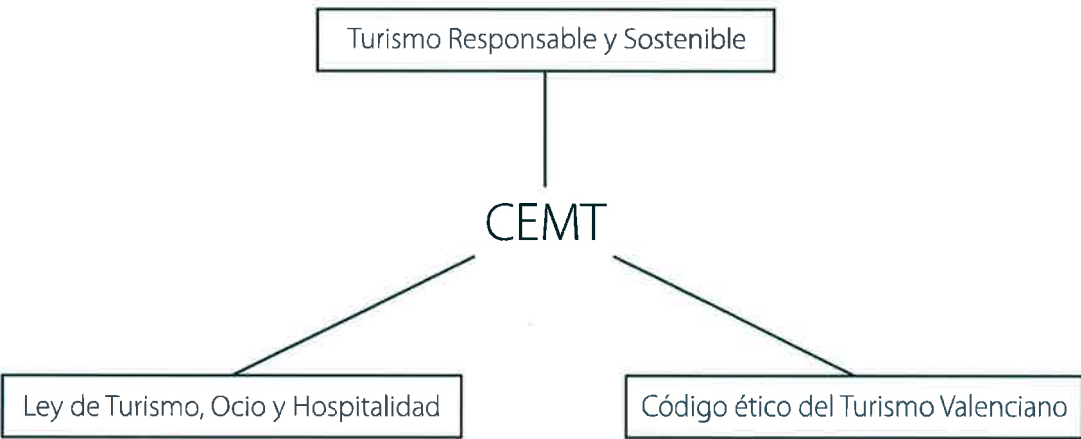 Turismo Responsable y Sostenible
CEMT
Ley de Turismo, Ocio y Hospitalidad
Código ético del Turismo Valenciano